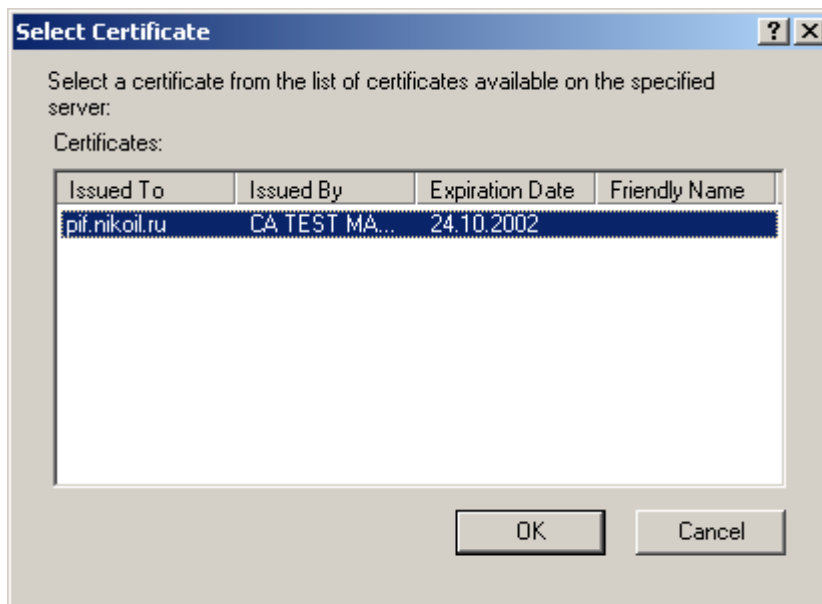 Select Certificate
Select a certificate from the list of certificates available on the specified
server:
Certificates:
Issued To Issued By Expiration Date Friendly Name
pif.nikoil.ru CA TEST MA... 24.10.2002
OK Cancel